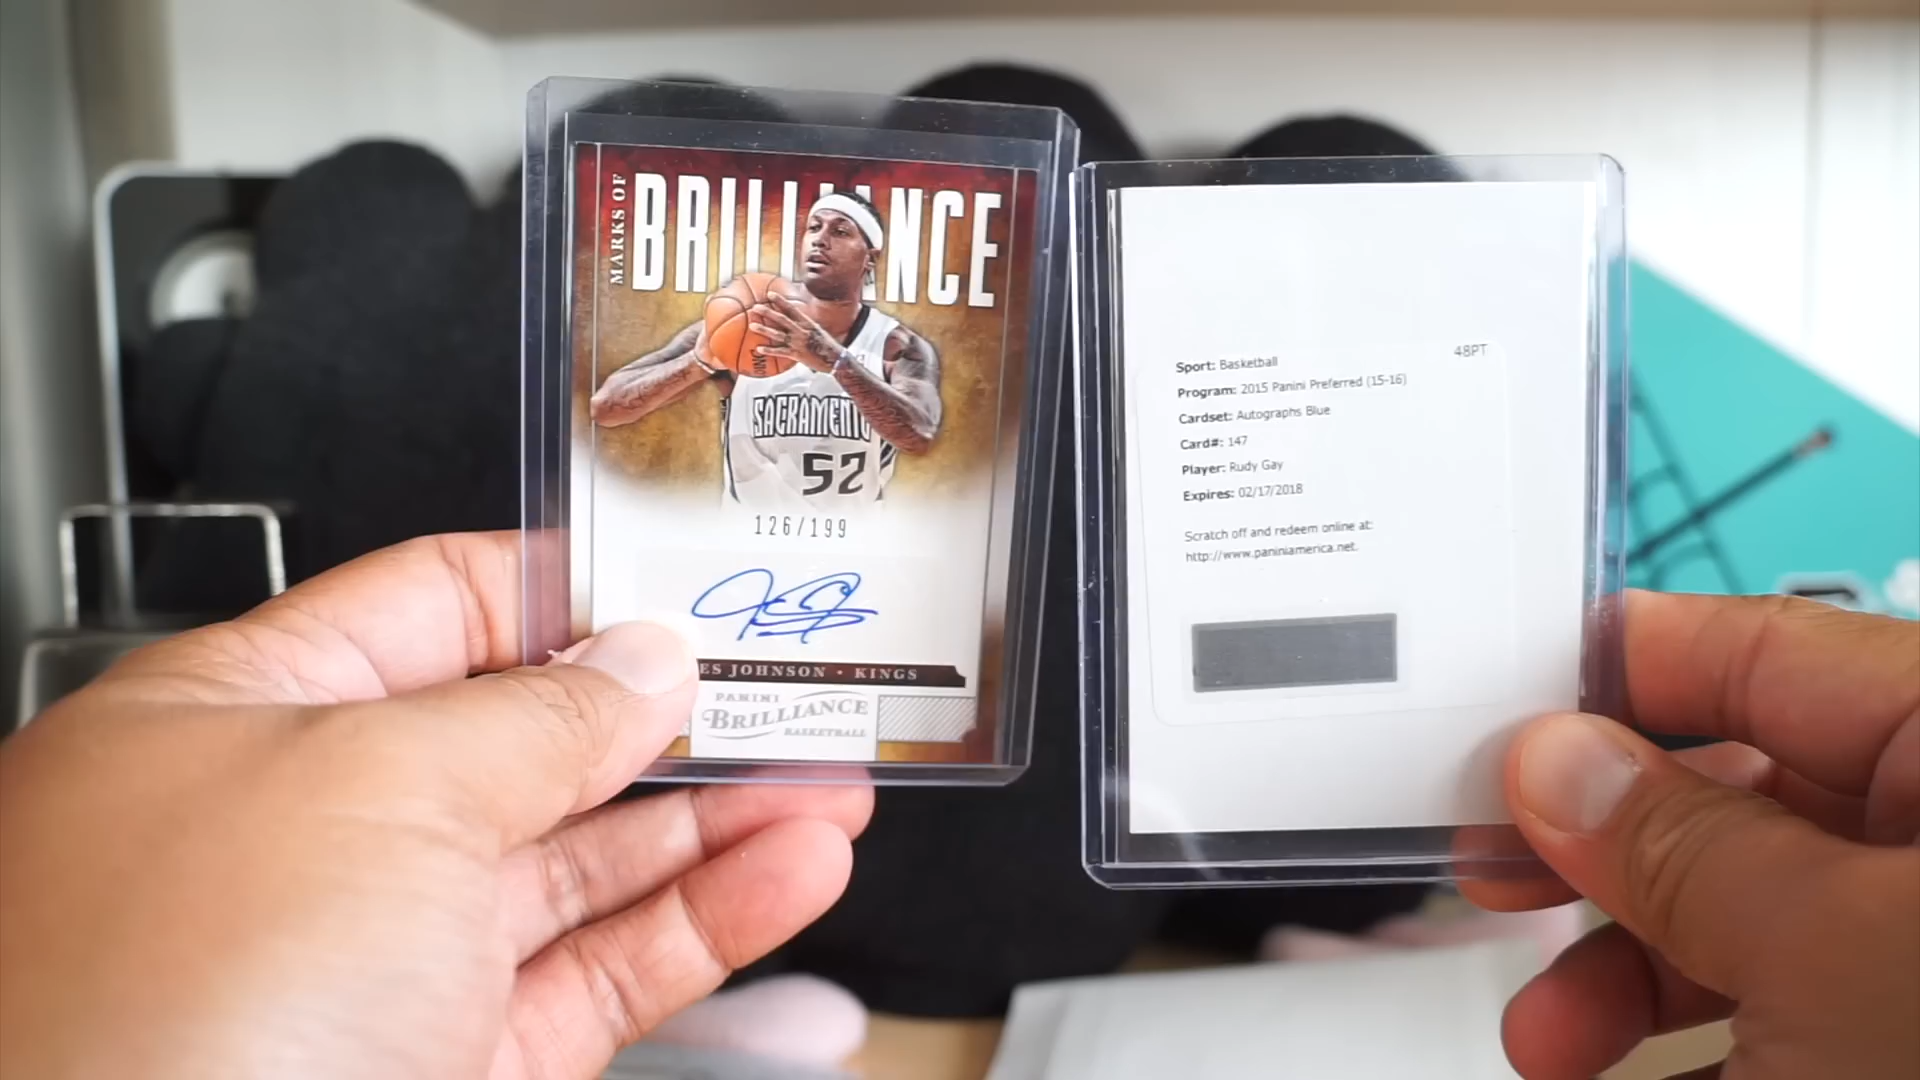 MARKS OF
BRILLIANCE
SACRAMENTO
52
126/199
ES JOHNSON • KINGS
PANINI
BRILLIANCE
BASKETBALL
48PT
Sport: Basketball
Program: 2015 Panini Preferred (15-16)
Cardset: Autographs Blue
Card#: 147
Player: Rudy Gay
Expires: 02/17/2018
Scratch off and redeem online at:
http://www.paniniamerica.net.